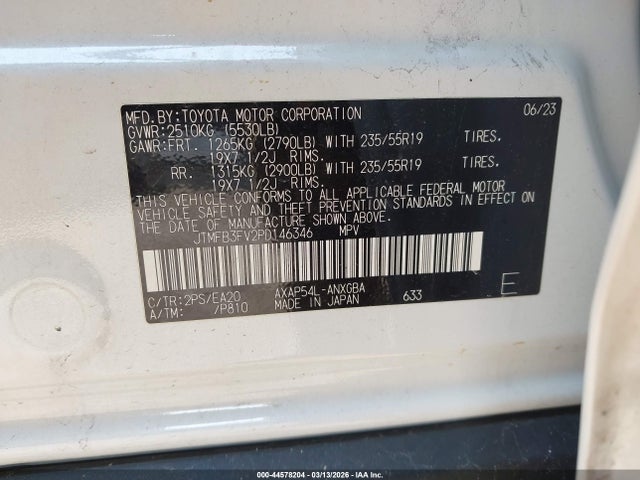 MFD.BY:TOYOTA MOTOR CORPORATION 06/23
GVWR:2510KG (5530LB)
GAWR:FRT. 1265KG (2790LB) WITH 235/55R19 TIRES.
19X7 1/2J RIMS.
RR. 1315KG (2900LB) WITH 235/55R19 TIRES.
19X7 1/2J RIMS.
THIS VEHICLE CONFORMS TO ALL APPLICABLE FEDERAL MOTOR
VEHICLE SAFETY AND THEFT PREVENTION STANDARDS IN EFFECT ON
THE DATE OF MANUFACTURE SHOWN ABOVE.
JTMFB3FV2PD146346 MPV
C/TR:2PS/EA20 AXAP54L-ANXGBA 633 E
A/TM: /P810 MADE IN JAPAN
000-44578204 - 03/13/2026 - IAA Corp.